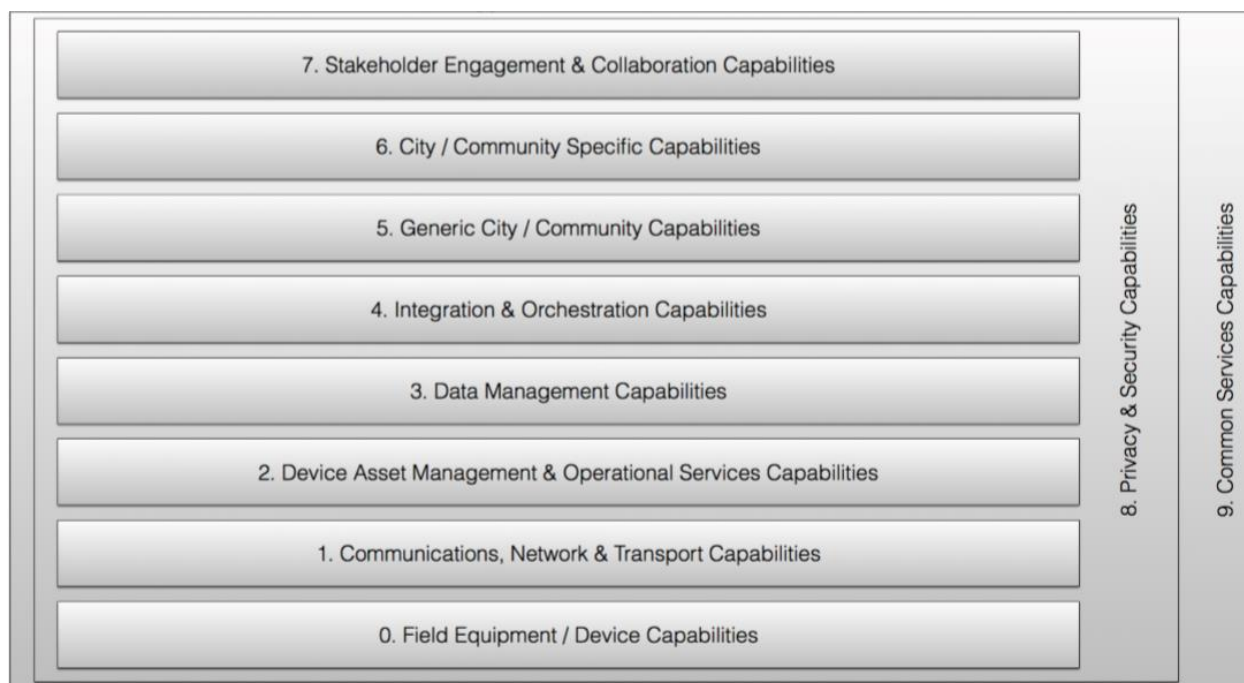 7. Stakeholder Engagement & Collaboration Capabilities
6. City / Community Specific Capabilities
5. Generic City / Community Capabilities
4. Integration & Orchestration Capabilities
3. Data Management Capabilities
2. Device Asset Management & Operational Services Capabilities
1. Communications, Network & Transport Capabilities
0. Field Equipment / Device Capabilities
8. Privacy & Security Capabilities
9. Common Services Capabilities